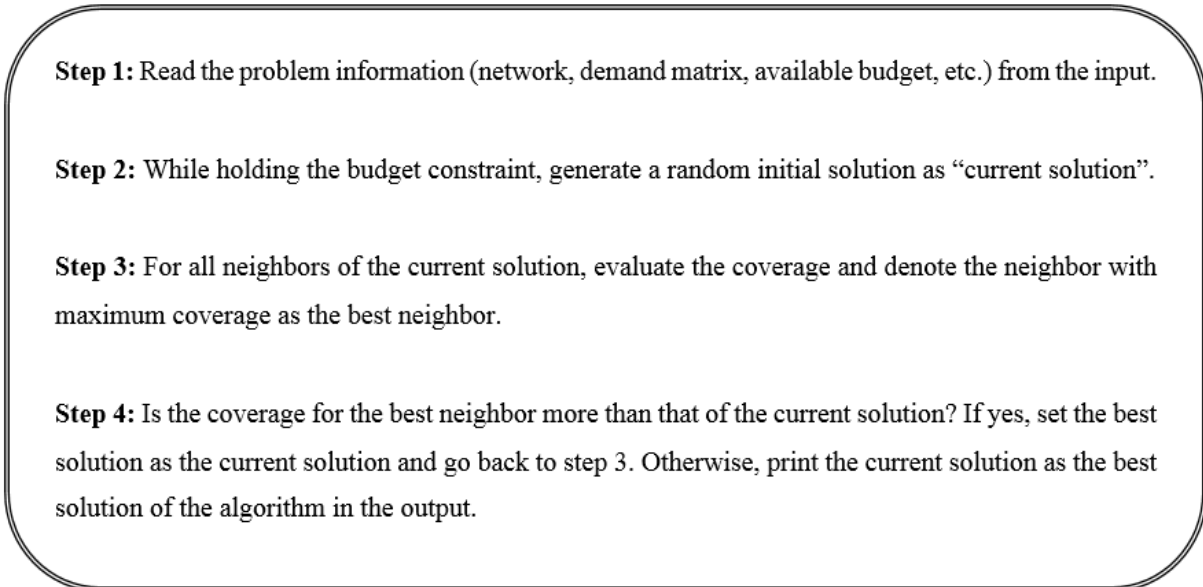 Step 1: Read the problem information (network, demand matrix, available budget, etc.) from the input.
Step 2: While holding the budget constraint, generate a random initial solution as “current solution”.
Step 3: For all neighbors of the current solution, evaluate the coverage and denote the neighbor with
maximum coverage as the best neighbor.
Step 4: Is the coverage for the best neighbor more than that of the current solution? If yes, set the best
solution as the current solution and go back to step 3. Otherwise, print the current solution as the best
solution of the algorithm in the output.